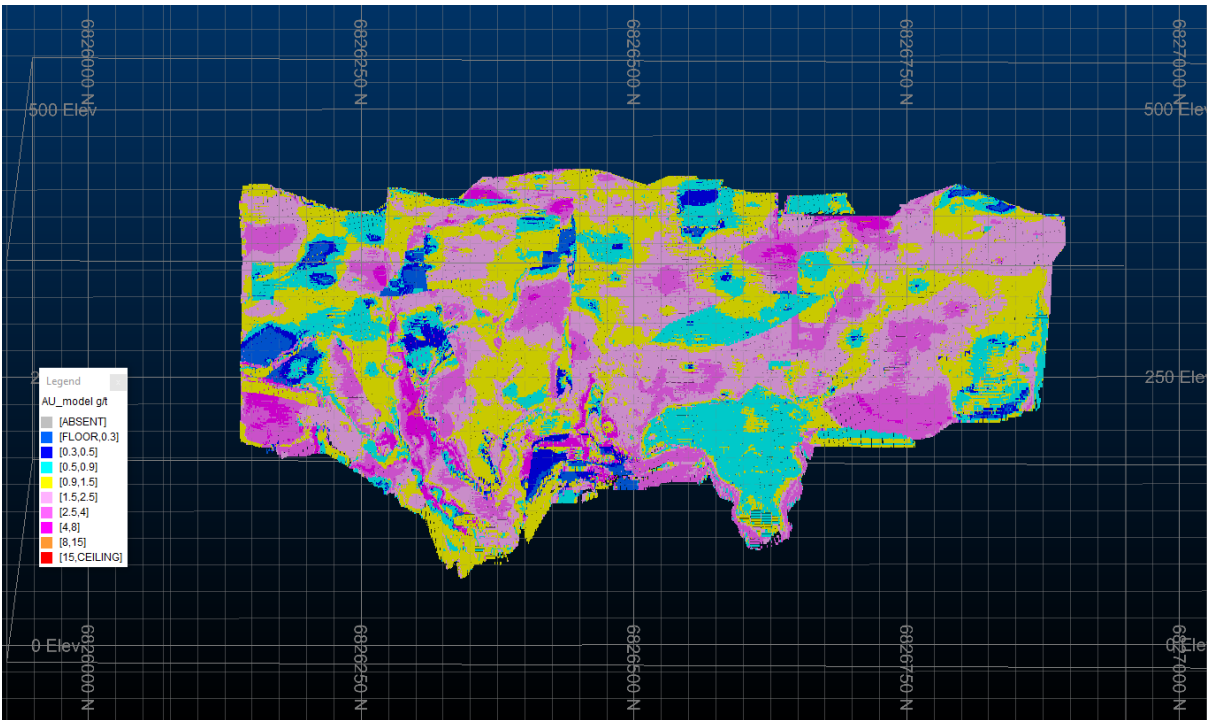 6826000 N
6826250 N
6826500 N
6826750 N
6827000 N
500 Elev
500 Elev
250 Elev
0 Elev
Legend
AU_model g/t
[ABSENT]
[FLOOR,0.3]
[0.3,0.5]
[0.5,0.9]
[0.9,1.5]
[1.5,2.5]
[2.5,4]
[4,8]
[8,15]
[15,CEILING]
6826000 N
6826250 N
6826500 N
6826750 N
6827000 N